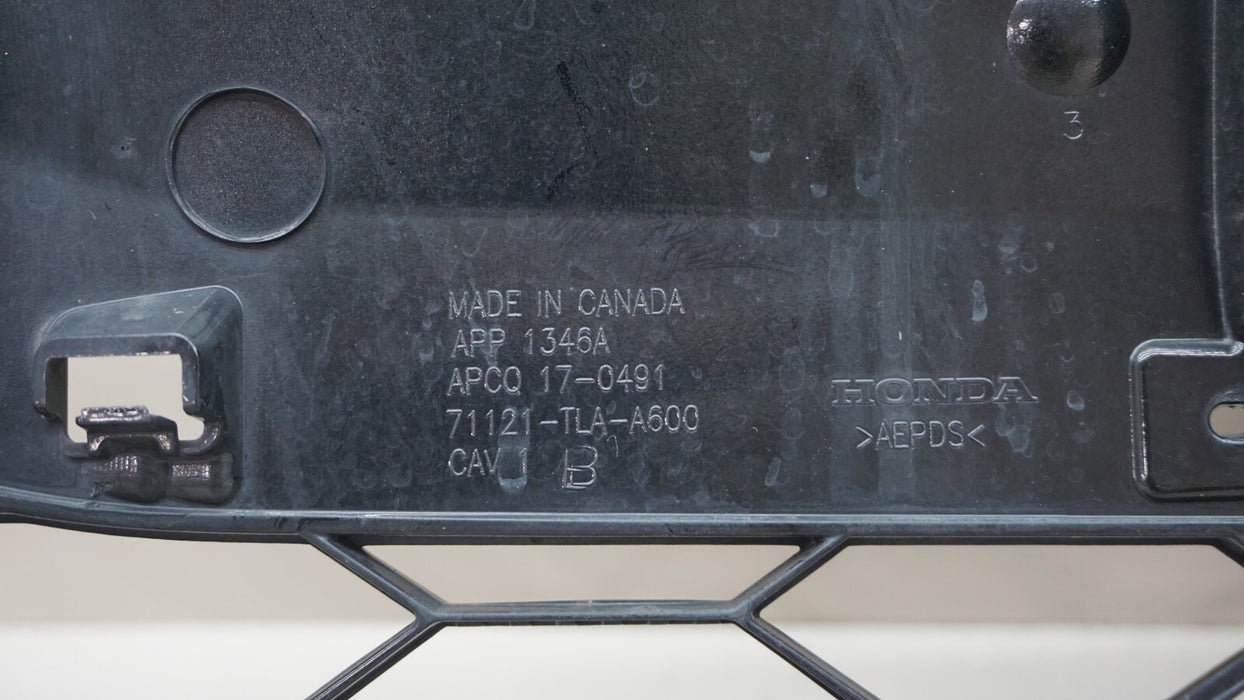 3
MADE IN CANADA
APP 1346A
APCQ 17-0491
71121-TLA-A600
CAV 1 B
HONDA
>AEPDS<